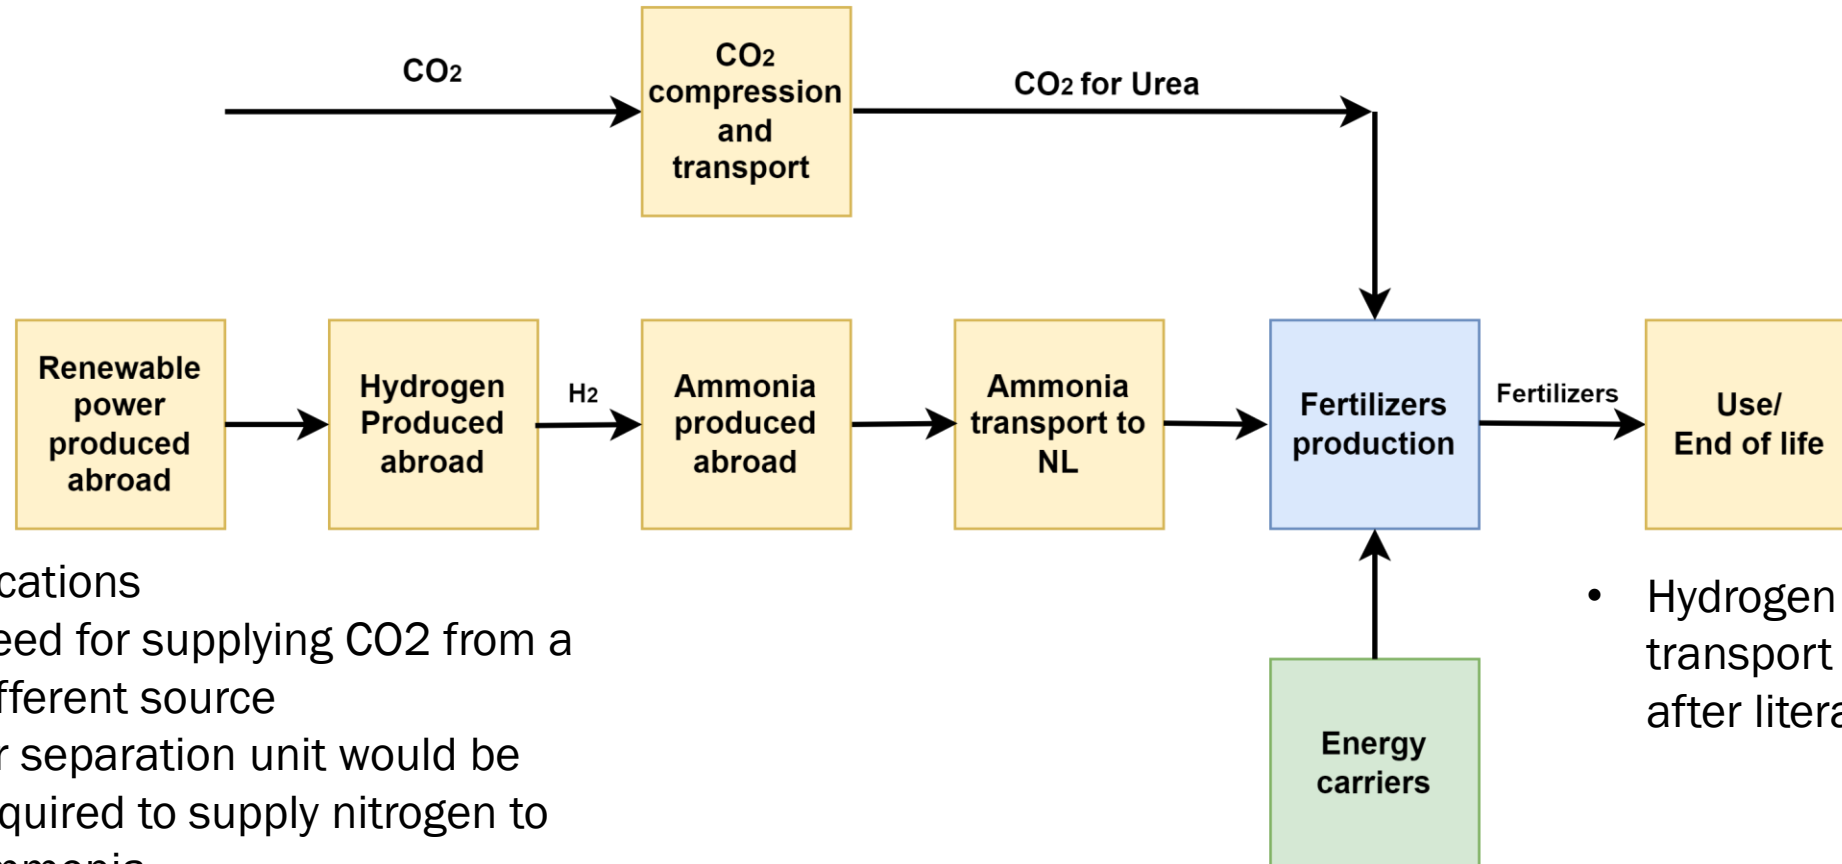 CO2
CO2
compression
and
transport
CO2 for Urea
Renewable
power
produced
abroad
Hydrogen
Produced
abroad
H2
Ammonia
produced
abroad
Ammonia
transport to
NL
Fertilizers
production
Fertilizers
Use/
End of life
Energy
carriers
cations
eed for supplying CO2 from a
fferent source
r separation unit would be
quired to supply nitrogen to
• Hydrogen
transport
after litera